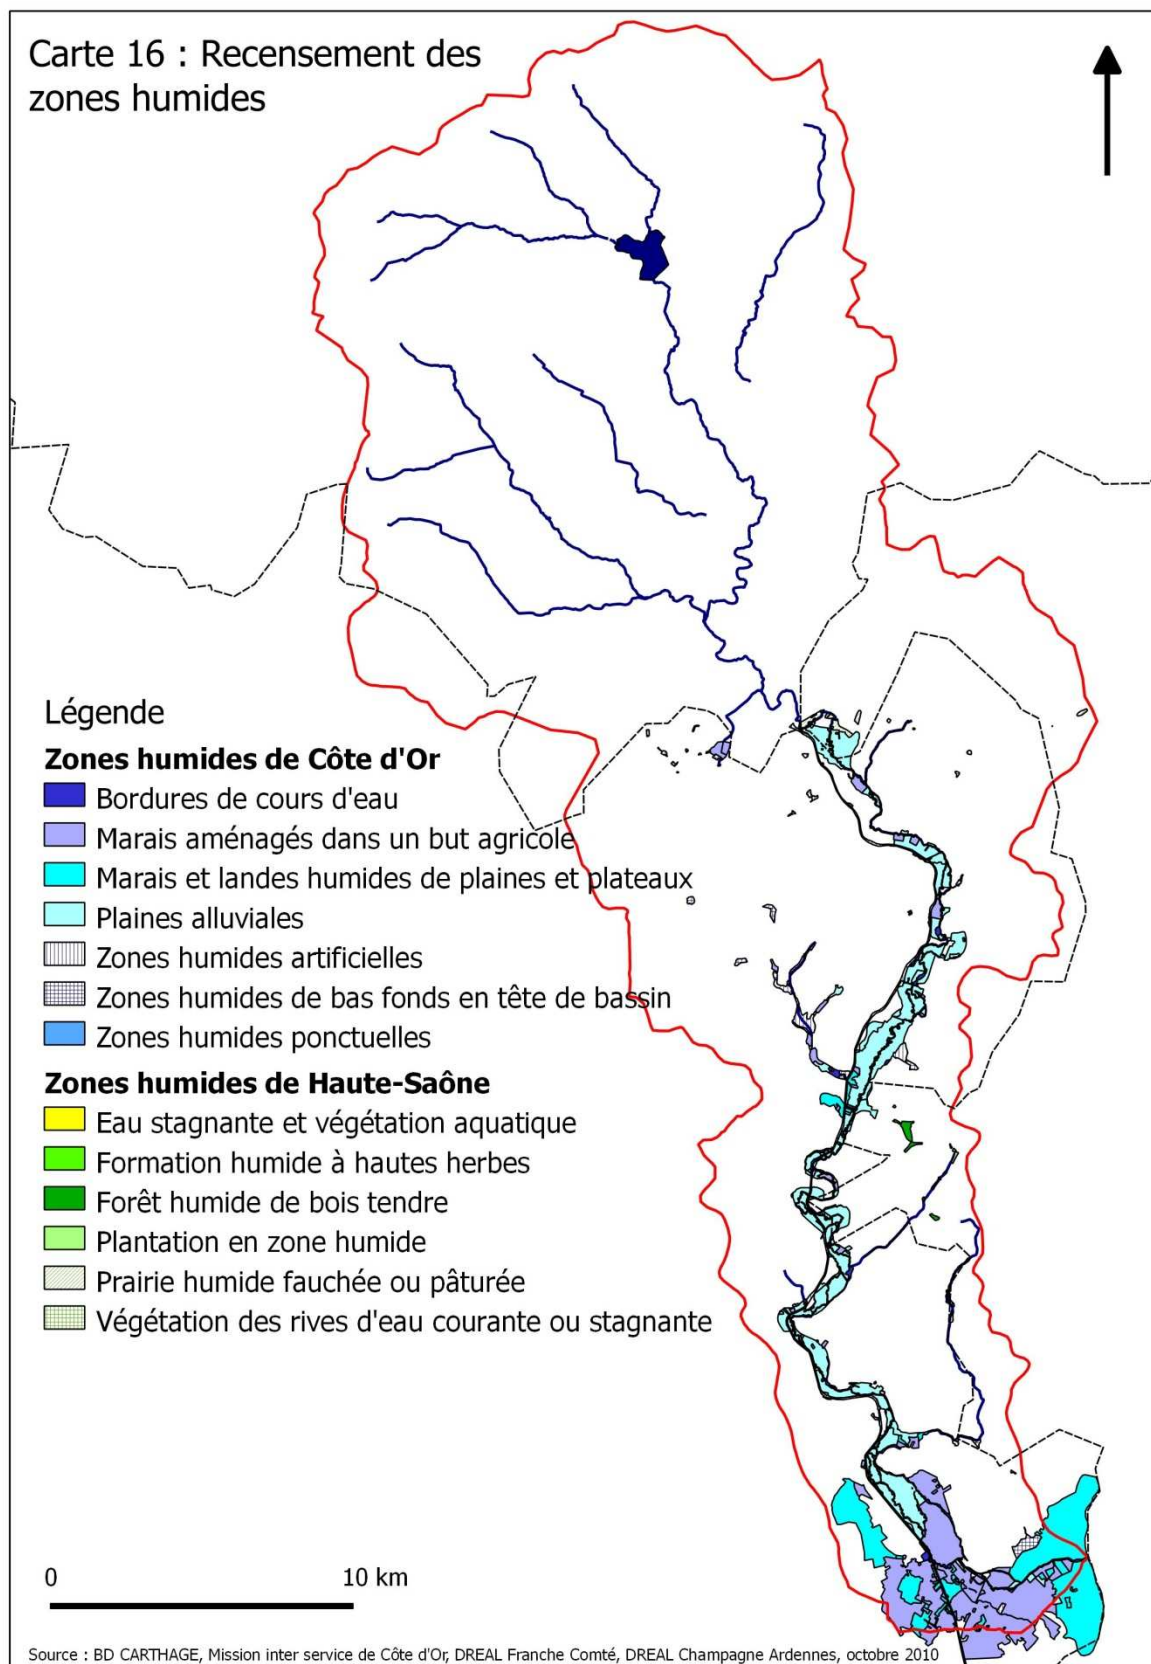 Carte 16 : Recensement des
zones humides
Légende
Zones humides de Côte d'Or
Bordures de cours d'eau
Marais aménagés dans un but agricole
Marais et landes humides de plaines et plateaux
Plaines alluviales
Zones humides artificielles
Zones humides de bas fonds en tête de bassin
Zones humides ponctuelles
Zones humides de Haute-Saône
Eau stagnante et végétation aquatique
Formation humide à hautes herbes
Forêt humide de bois tendre
Plantation en zone humide
Prairie humide fauchée ou pâturée
Végétation des rives d'eau courante ou stagnante
0 10 km
Source : BD CARTHAGE, Mission inter service de Côte d'Or, DREAL Franche Comté, DREAL Champagne Ardennes, octobre 2010